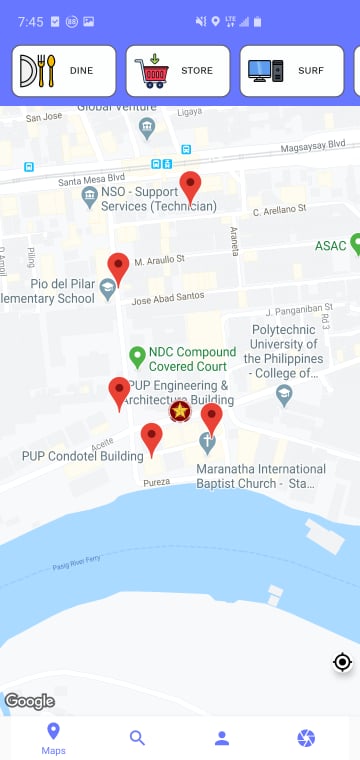 7:45
88
LTE
DINE
STORE
SURF
Global Venture
San Jose
Ligaya
Magsaysay Blvd
Santa Mesa Blvd
NSO - Support
Services (Technician)
C. Arellano St
Piling
Araneta
ASAC
M. Araullo St
Pio del Pilar
lementary School
Jose Abad Santos
J. Panganiban St
Rd 3
Polytechnic
University of
the Philippines
- College of...
NDC Compound
Covered Court
PUP Engineering &
Architecture Building
Aceite
PUP Condotel Building
Maranatha International
Baptist Church - Sta...
Pureza
Pasig River Ferry
Google
Maps